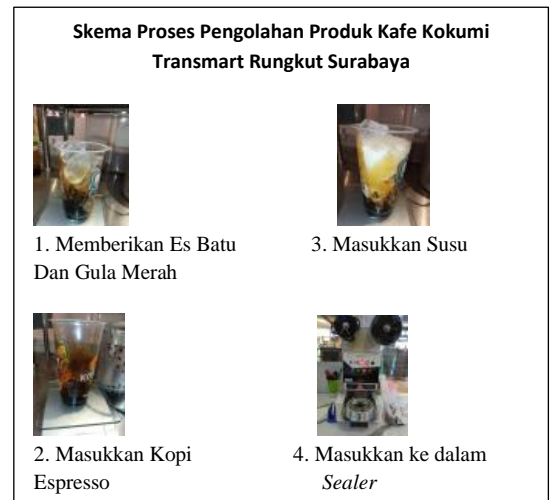 Skema Proses Pengolahan Produk Kafe Kokumi
Transmart Rungkut Surabaya
1. Memberikan Es Batu
Dan Gula Merah
3. Masukkan Susu
2. Masukkan Kopi
Espresso
4. Masukkan ke dalam
Sealer